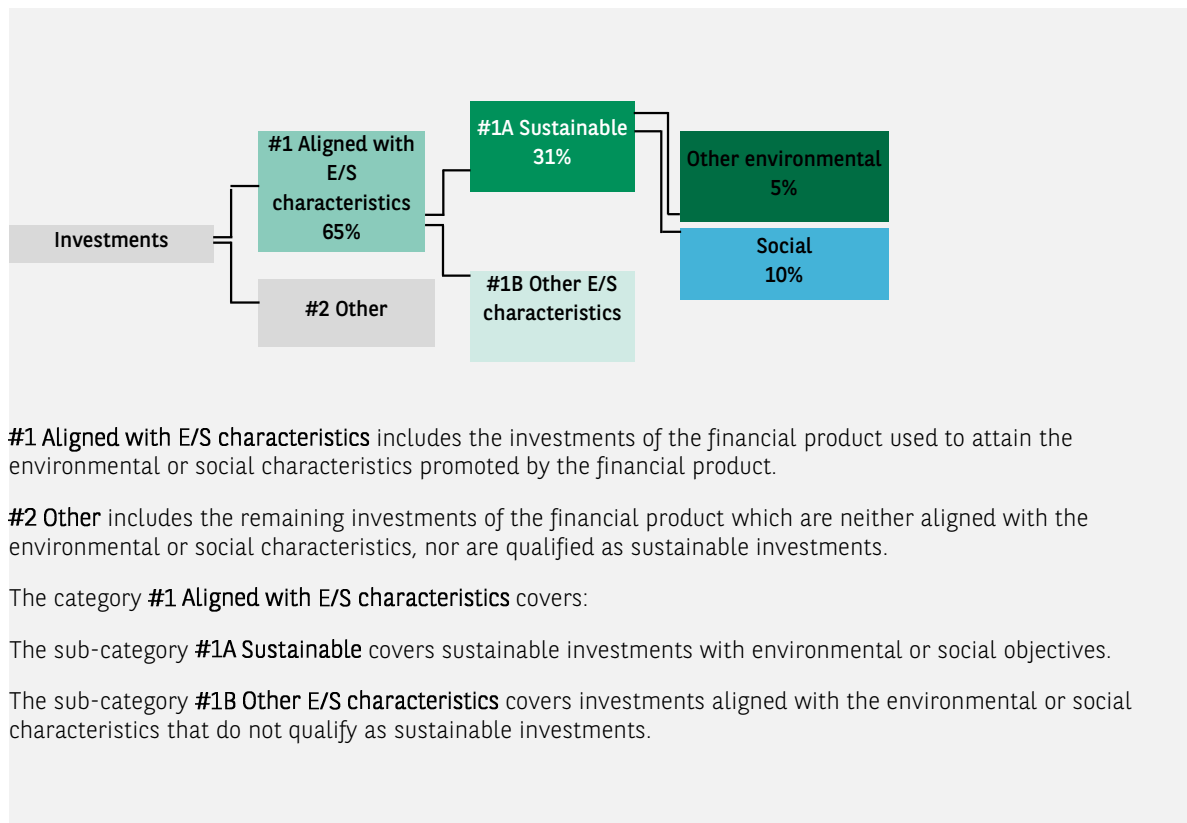 Investments
#1 Aligned with
E/S
characteristics
65%
#2 Other
#1A Sustainable
31%
#1B Other E/S
characteristics
Other environmental
5%
Social
10%
#1 Aligned with E/S characteristics includes the investments of the financial product used to attain the
environmental or social characteristics promoted by the financial product.
#2 Other includes the remaining investments of the financial product which are neither aligned with the
environmental or social characteristics, nor are qualified as sustainable investments.
The category #1 Aligned with E/S characteristics covers:
The sub-category #1A Sustainable covers sustainable investments with environmental or social objectives.
The sub-category #1B Other E/S characteristics covers investments aligned with the environmental or social
characteristics that do not qualify as sustainable investments.